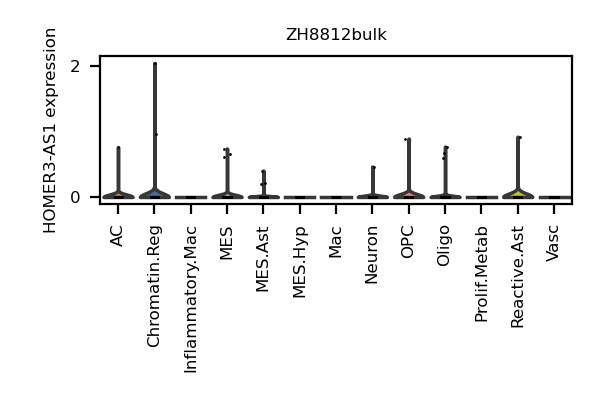 ZH8812bulk
HOMER3-AS1 expression
2
0
AC
Chromatin.Reg
Inflammatory.Mac
MES
MES.Ast
MES.Hyp
Mac
Neuron
OPC
Oligo
Prolif.Metab
Reactive.Ast
Vasc